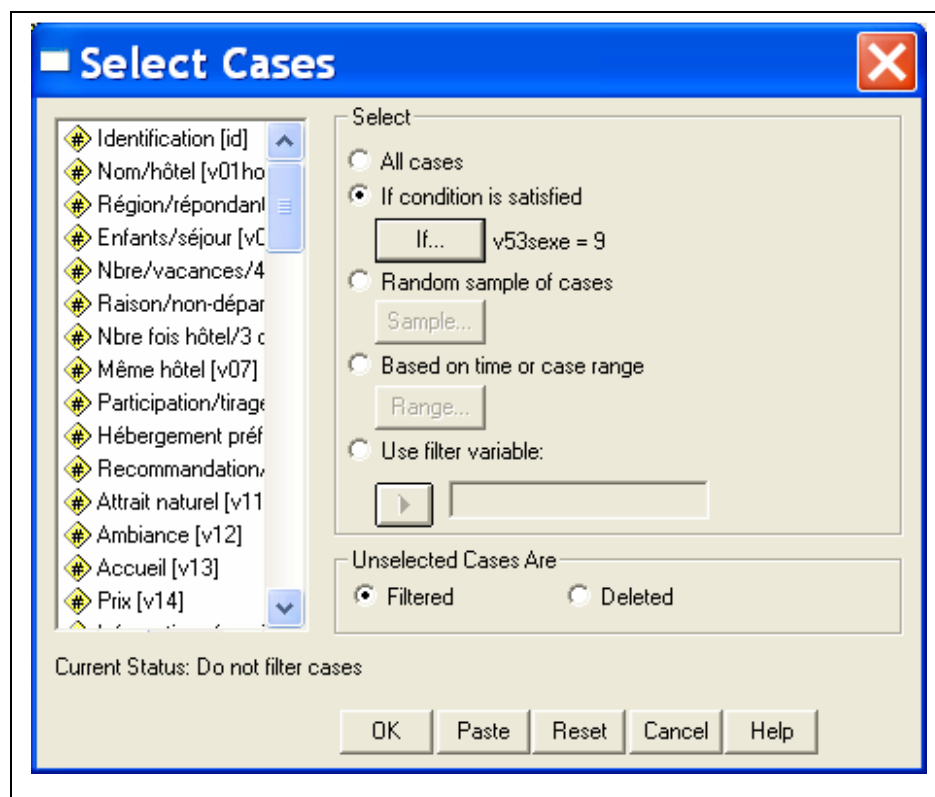 Select Cases
Identification [id]
Nom/hôtel [v01ho
Région/répondant
Enfants/séjour [v0
Nbre/vacances/4
Raison/non-dépar
Nbre fois hôtel/3 c
Même hôtel [v07]
Participation/tirage
Hébergement préf
Recommandation/
Attrait naturel [v11
Ambiance [v12]
Accueil [v13]
Prix [v14]
Select
All cases
If condition is satisfied
If... v53sexe = 9
Random sample of cases
Sample...
Based on time or case range
Range...
Use filter variable:
Unselected Cases Are
Filtered Deleted
Current Status: Do not filter cases
OK Paste Reset Cancel Help